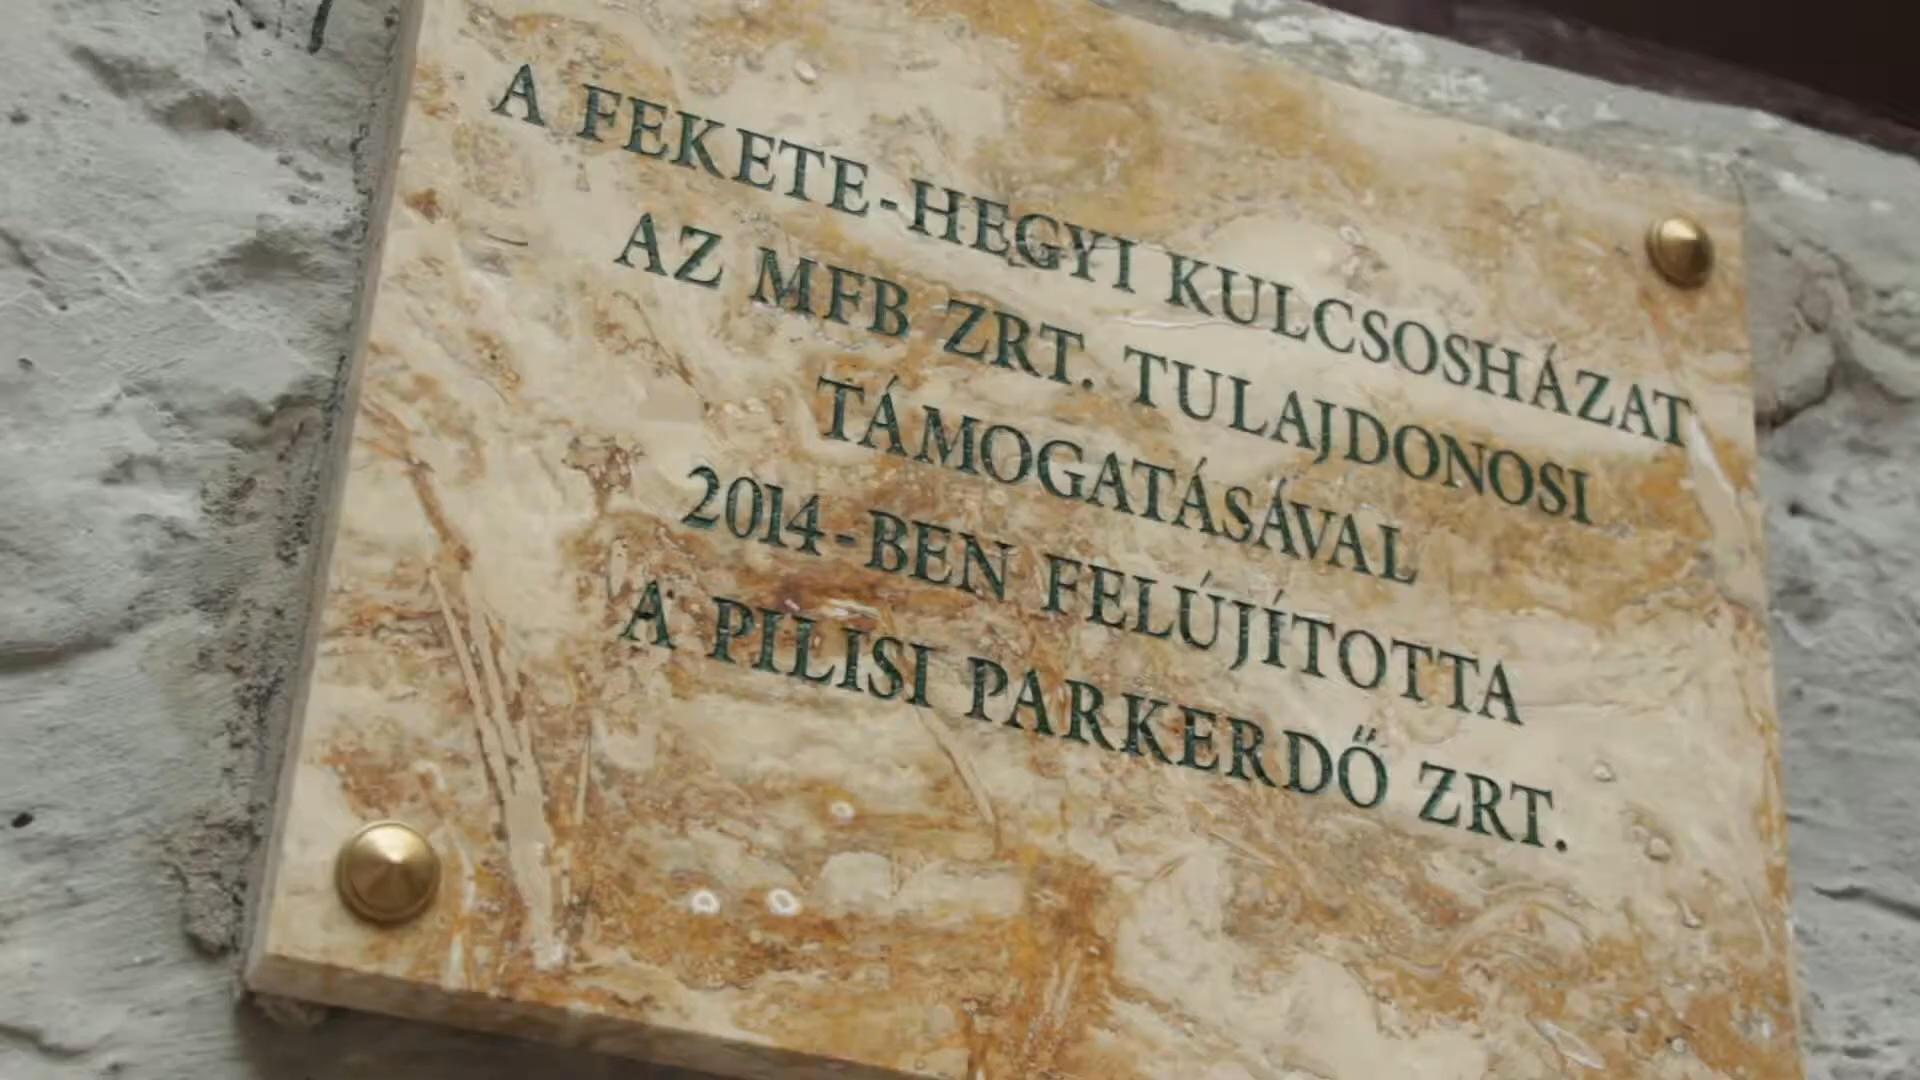 A FEKETE-HEGYI KULCSOSHÁZAT
AZ MFB ZRT. TULAJDONOSI
TÁMOGATÁSÁVAL
2014-BEN FELÚJÍTOTTA
A PILISI PARKERDŐ ZRT.